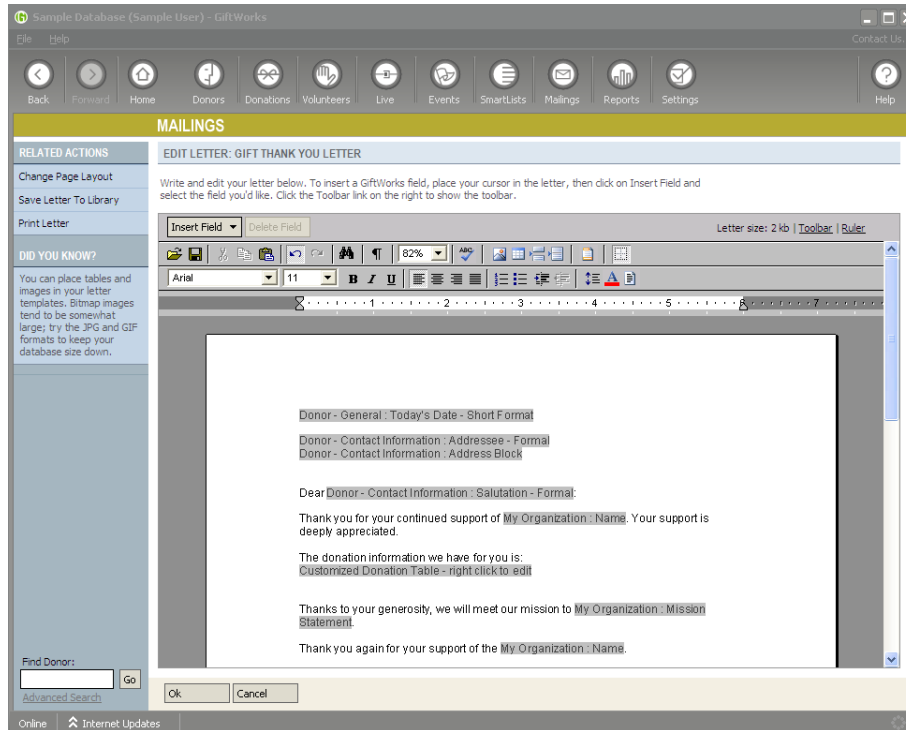 Sample Database (Sample User) - GiftWorks
File Help Contact Us.
Back Forward Home Donors Donations Volunteers Live Events SmartLists Mailings Reports Settings Help
MAILINGS
RELATED ACTIONS
Change Page Layout
Save Letter To Library
Print Letter
DID YOU KNOW?
You can place tables and
images in your letter
templates. Bitmap images
tend to be somewhat
large; try the JPG and GIF
formats to keep your
database size down.
EDIT LETTER: GIFT THANK YOU LETTER
Write and edit your letter below. To insert a GiftWorks field, place your cursor in the letter, then click on Insert Field and
select the field you'd like. Click the Toolbar link on the right to show the toolbar.
Insert Field Delete Field Letter size: 2 kb | Toolbar | Ruler
82% ABC
Arial 11 B I U A
1 2 3 4 5 6 7
Donor - General : Today's Date - Short Format
Donor - Contact Information : Addressee - Formal
Donor - Contact Information : Address Block
Dear Donor - Contact Information : Salutation - Formal:
Thank you for your continued support of My Organization : Name. Your support is
deeply appreciated.
The donation information we have for you is:
Customized Donation Table - right click to edit
Thanks to your generosity, we will meet our mission to My Organization : Mission
Statement.
Thank you again for your support of the My Organization : Name.
Find Donor:
Go
Advanced Search
Ok Cancel
Online Internet Updates